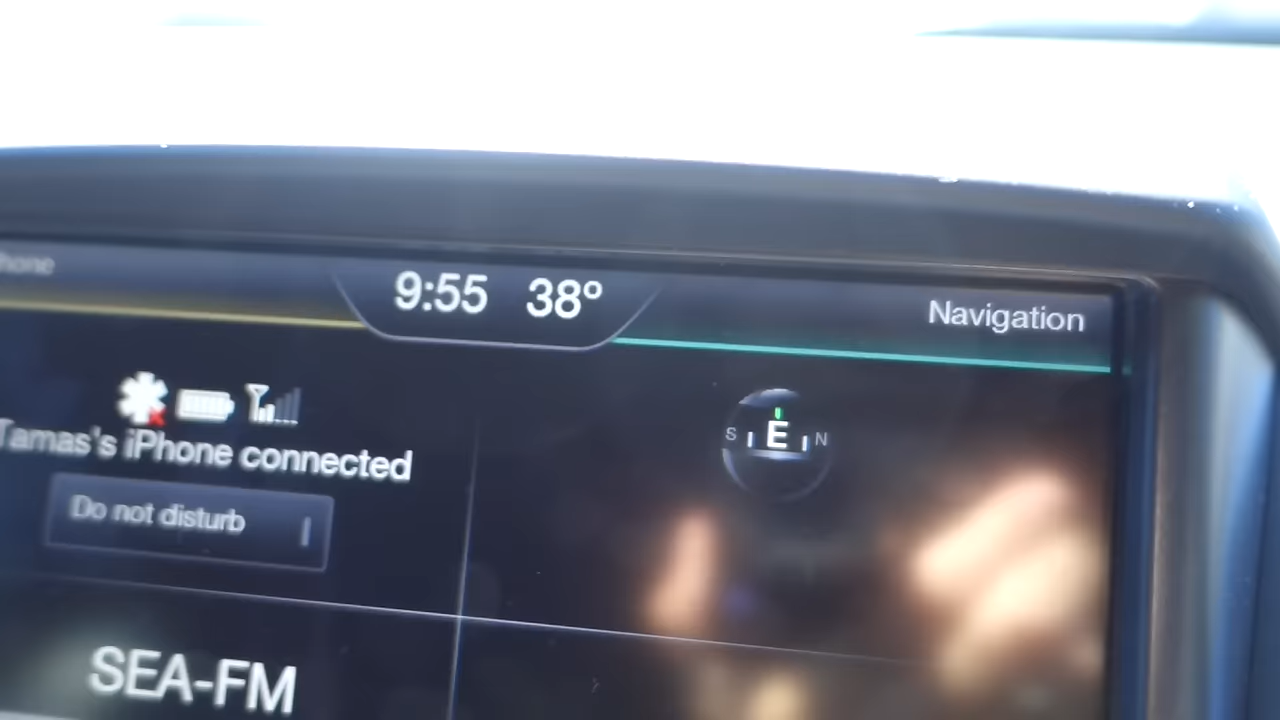 9:55 38°
Navigation
S E N
Tamas's iPhone connected
Do not disturb
SEA-FM